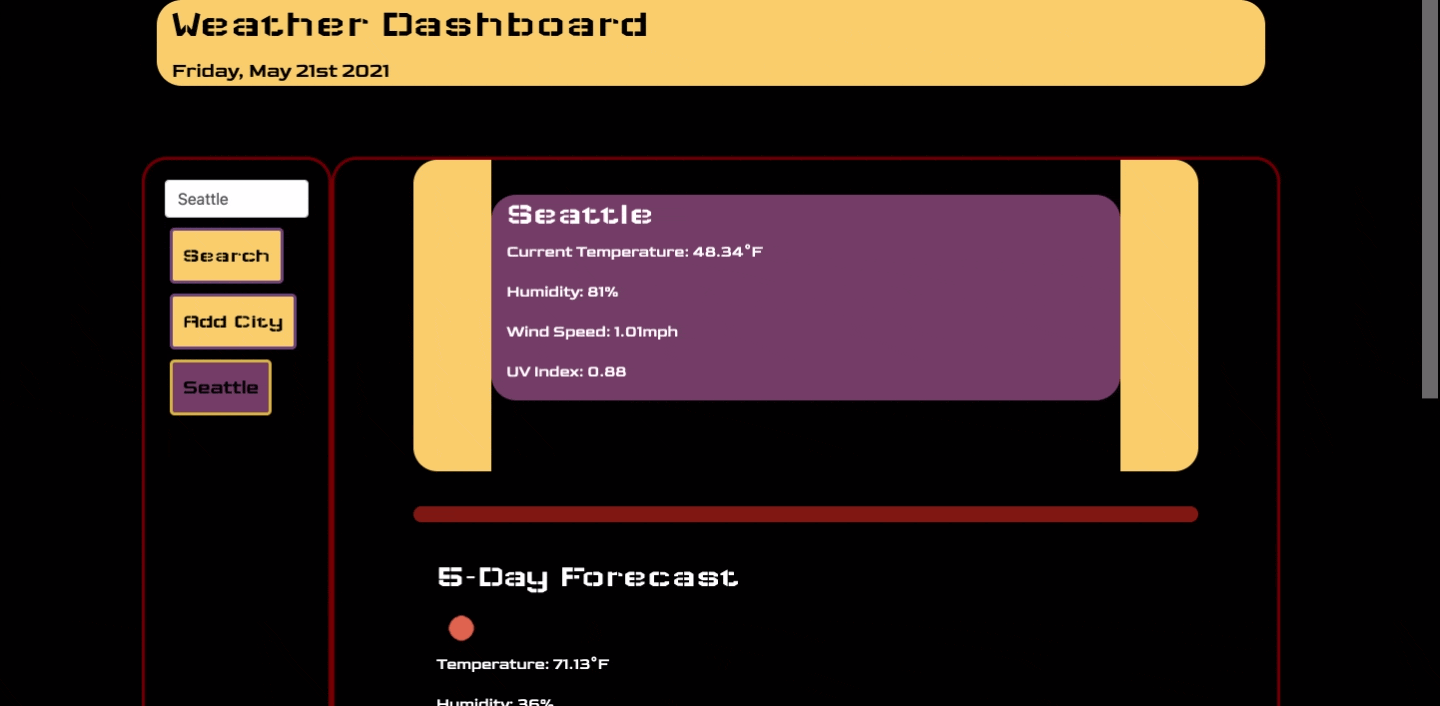 Weather Dashboard
Friday, May 21st 2021
Seattle
Search
Add City
Seattle
Seattle
Current Temperature: 48.34°F
Humidity: 81%
Wind Speed: 1.01mph
UV Index: 0.88
5-Day Forecast
Temperature: 71.13°F
Humidity: 36%